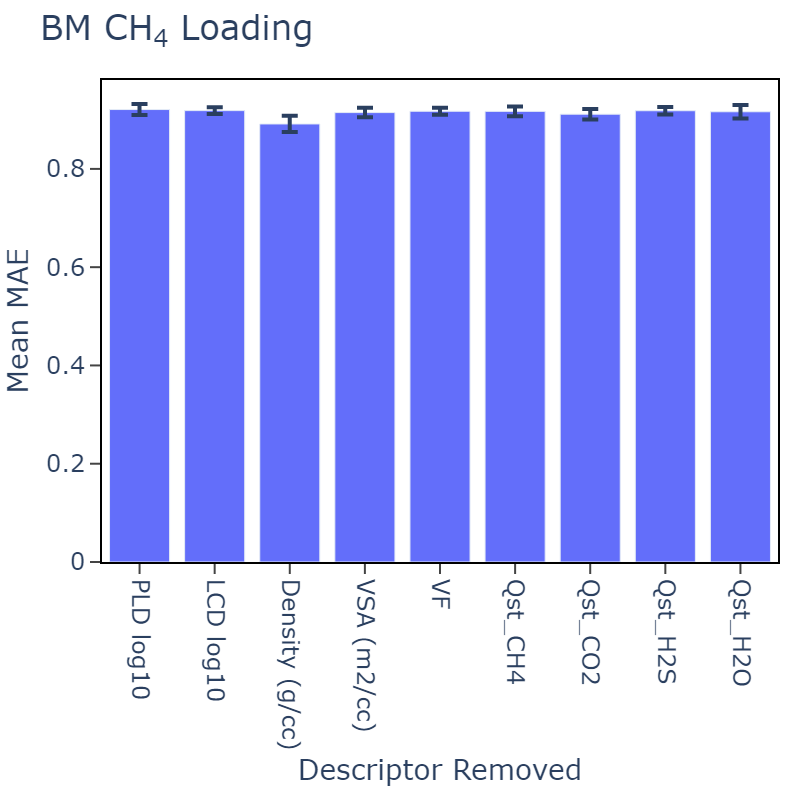 BM CH₄ Loading
Mean MAE
0.8
0.6
0.4
0.2
0
PLD log10
LCD log10
Density (g/cc)
VSA (m2/cc)
VF
Qst_CH4
Qst_CO2
Qst_H2S
Qst_H2O
Descriptor Removed